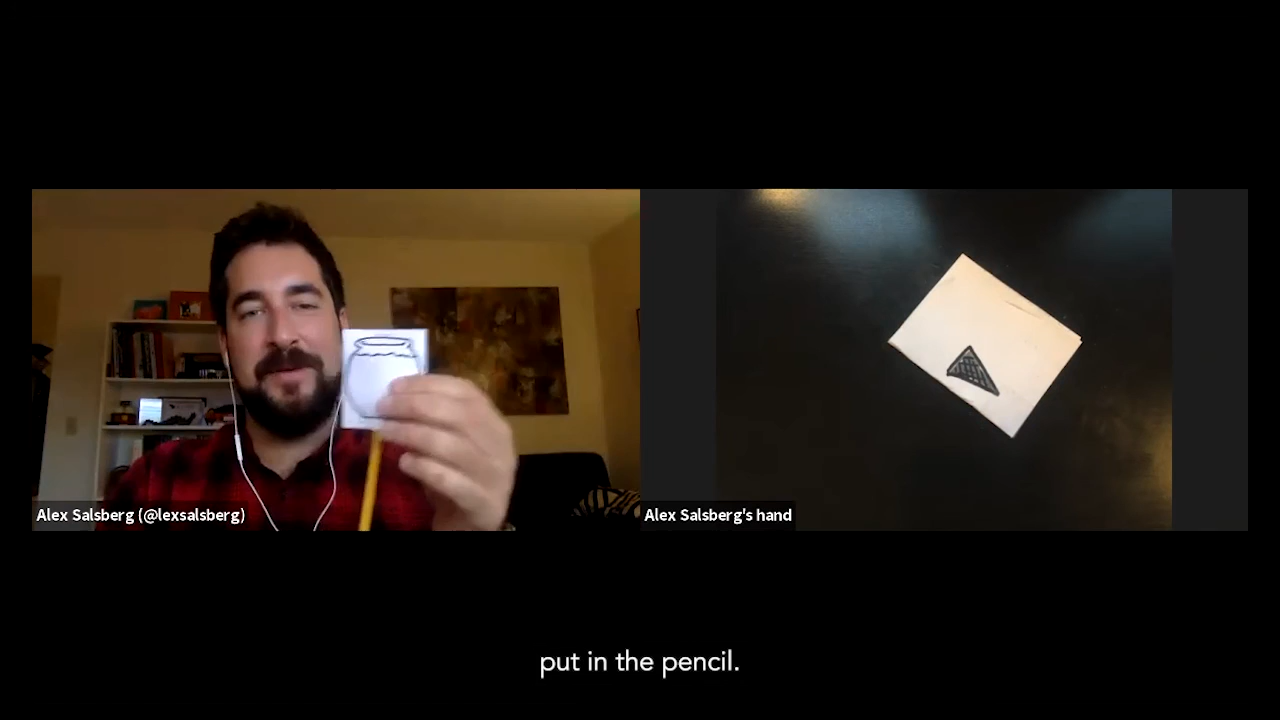 Alex Salsberg (@lexsalsberg)
Alex Salsberg's hand
put in the pencil.